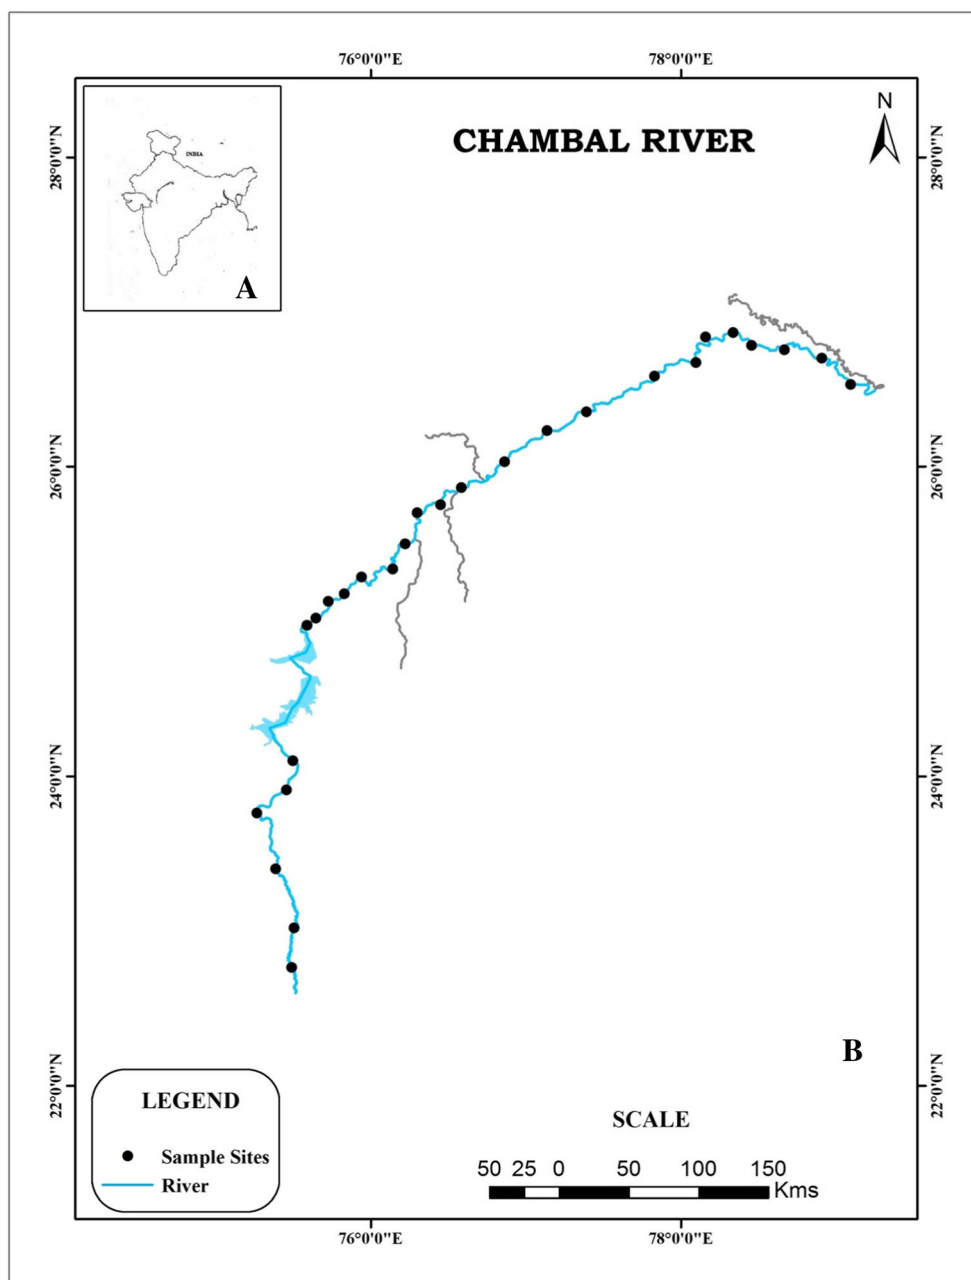 76°0'0"E 78°0'0"E
N
CHAMBAL RIVER
INDIA
A
28°0'0"N 28°0'0"N
26°0'0"N 26°0'0"N
24°0'0"N 24°0'0"N
22°0'0"N 22°0'0"N
B
LEGEND
Sample Sites
River
SCALE
50 25 0 50 100 150
Kms
76°0'0"E 78°0'0"E